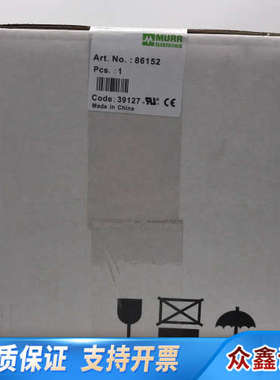 MURR
ELEKTRONIK
Art. No. : 86152
Pcs. : 1
Code: 39127
Made in China
质保证 支持开票
众鑫